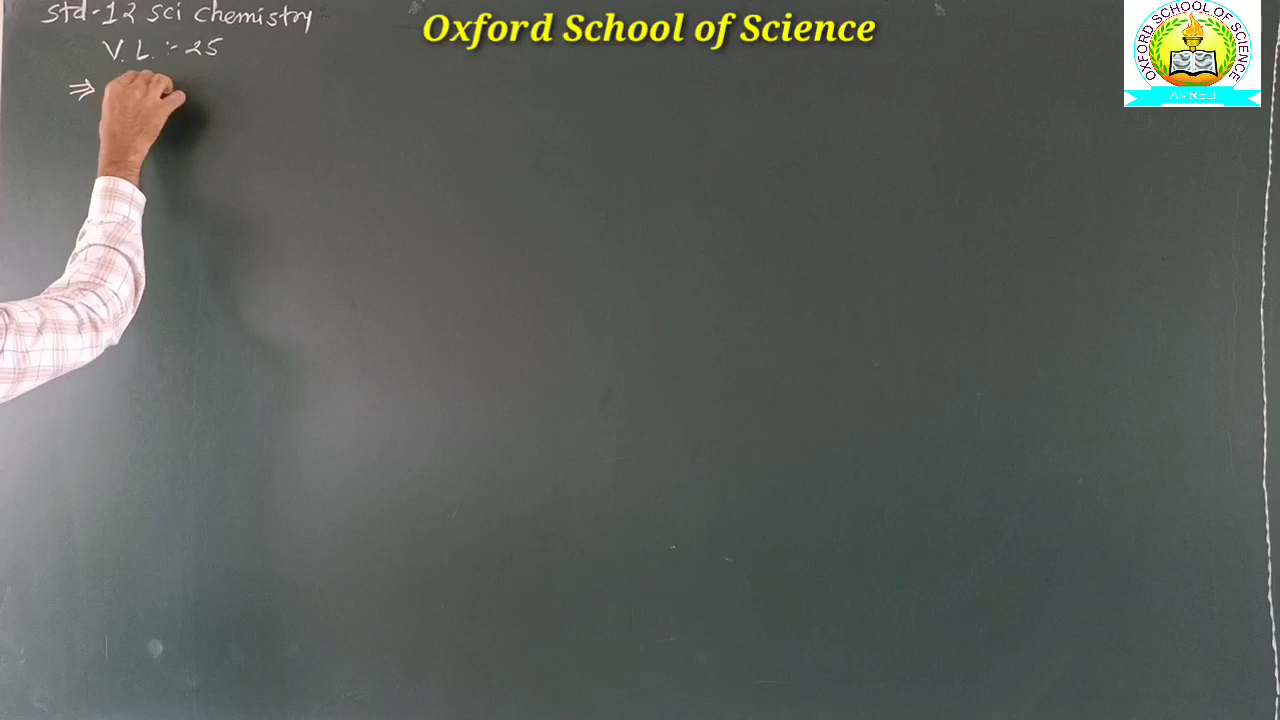 Std-12 Sci Chemistry
V. L. :- 25
⇒
Oxford School of Science
OXFORD SCHOOL OF SCIENCE
AMRELI